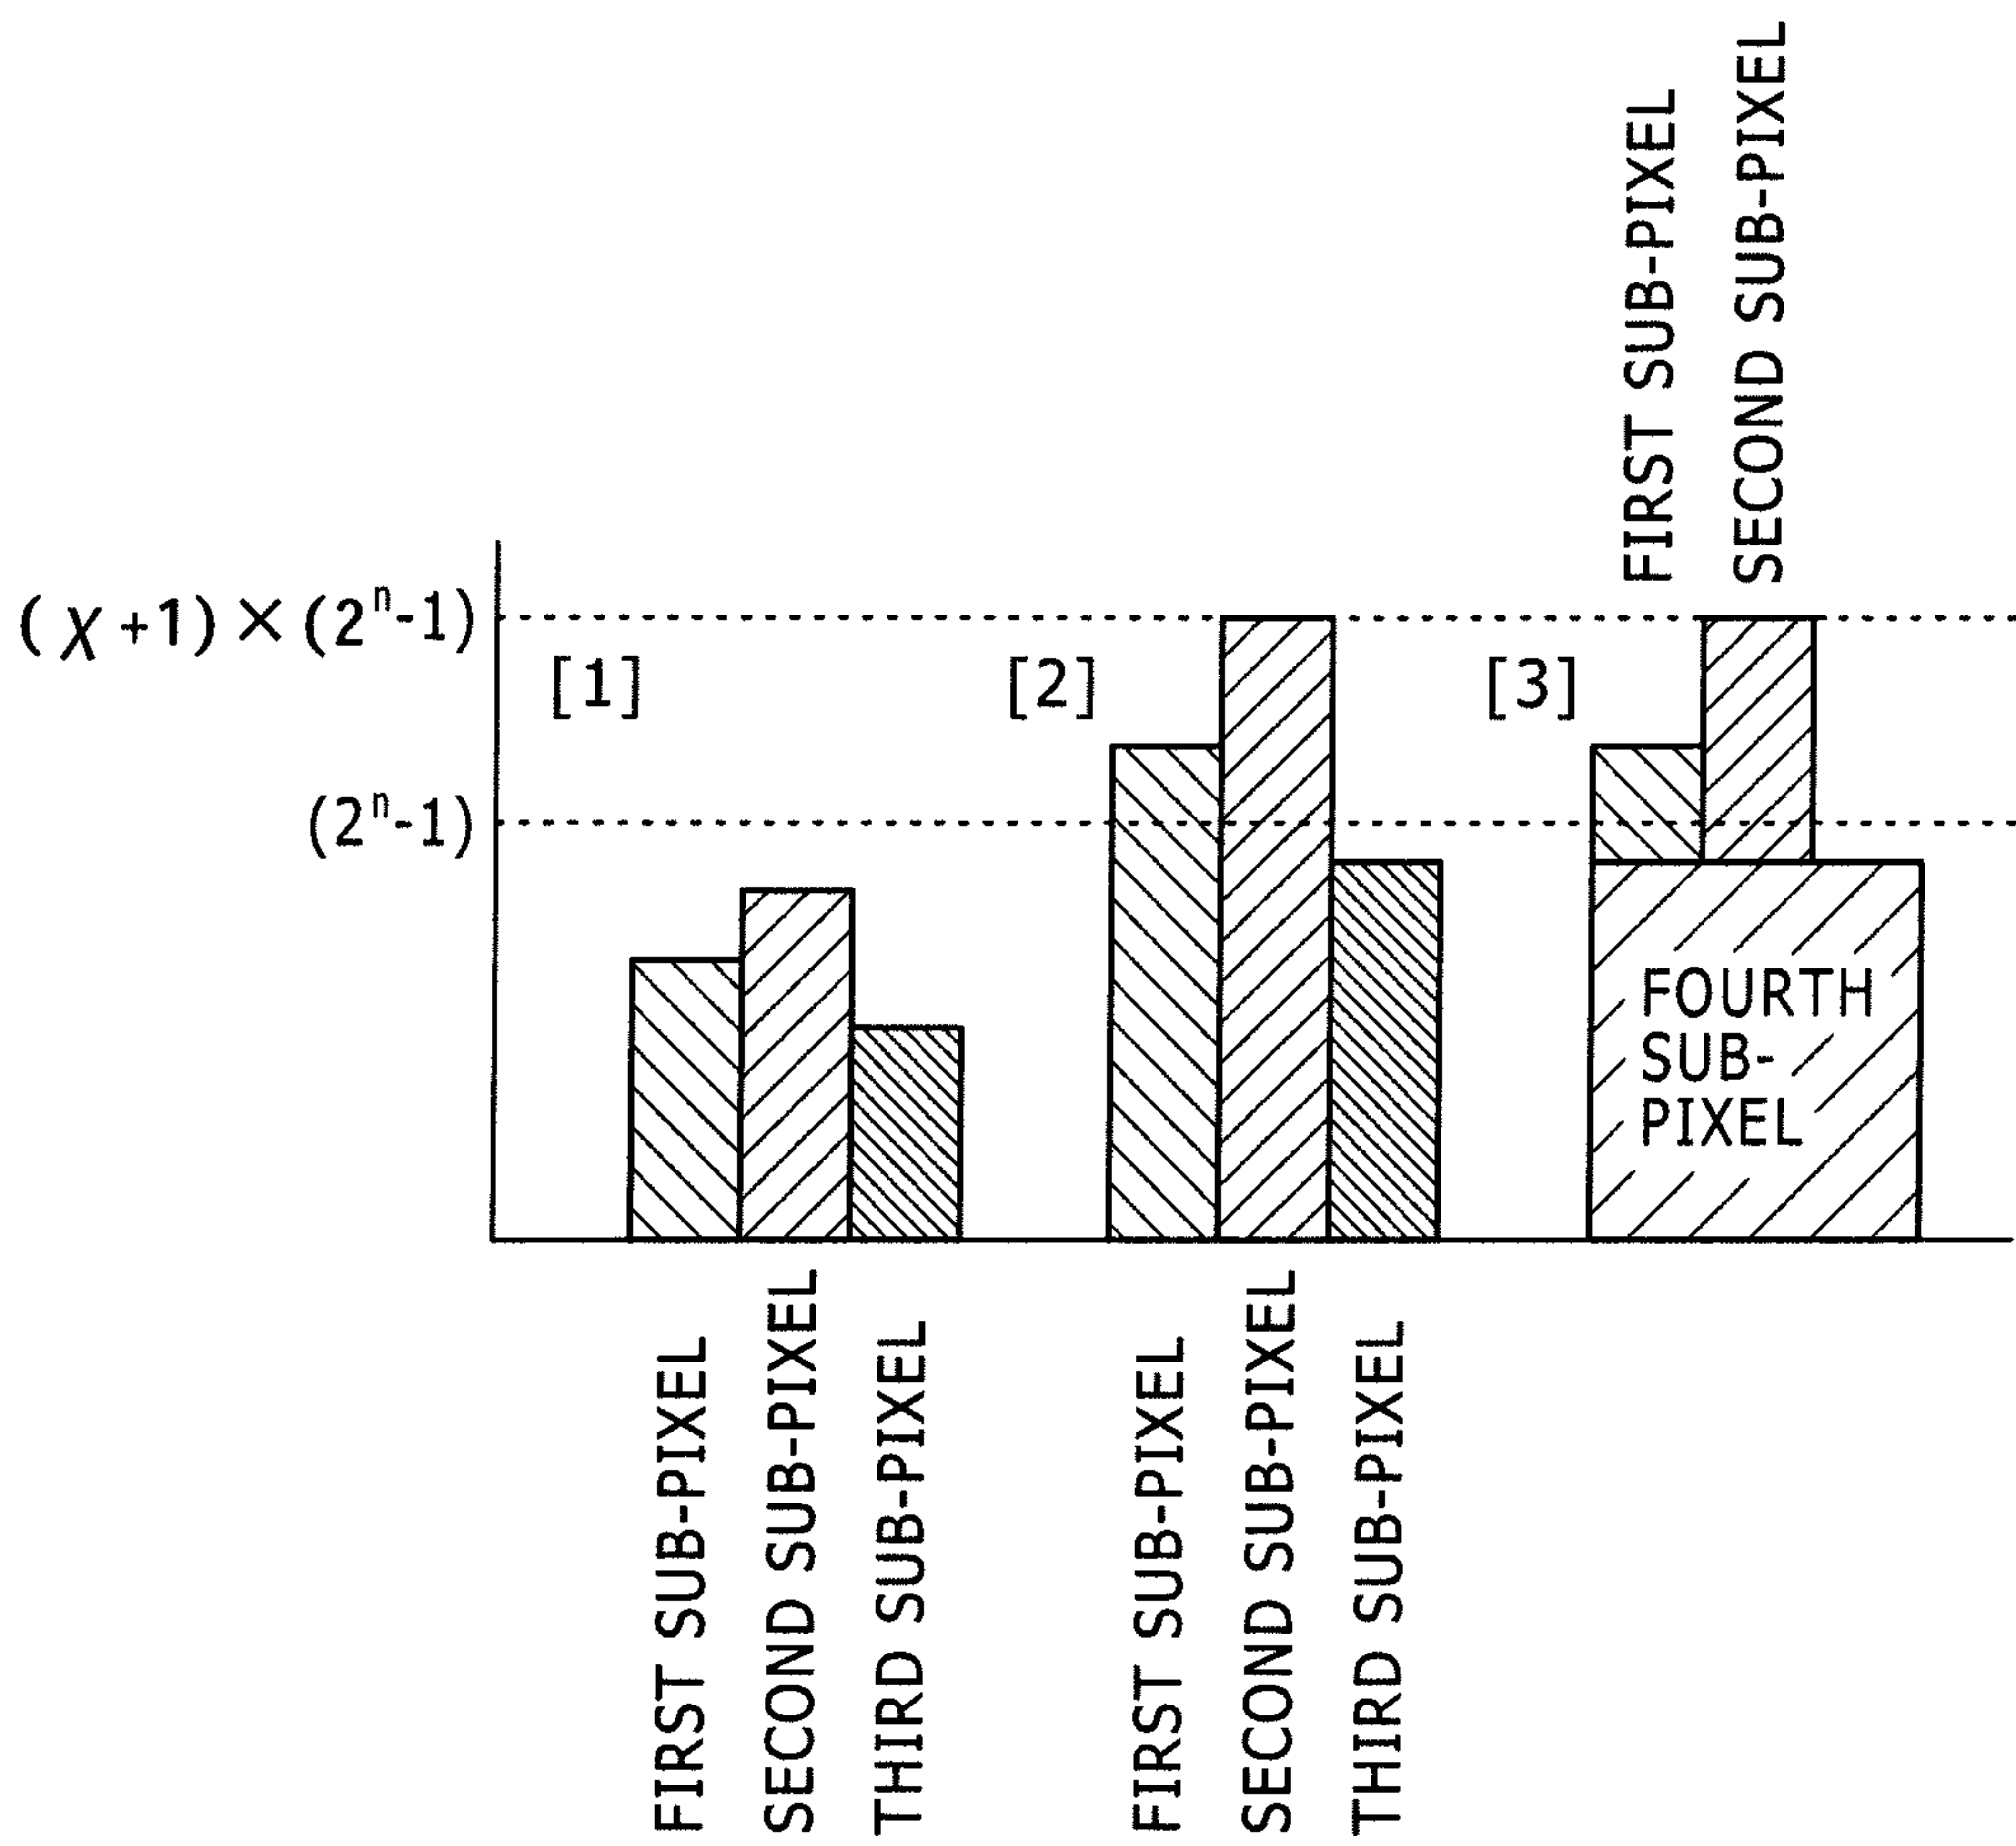 FIRST SUB-PIXEL
SECOND SUB-PIXEL
(χ+1)×(2ⁿ-1)
[1]
[2]
[3]
(2ⁿ-1)
FOURTH
SUB-
PIXEL
FIRST SUB-PIXEL
SECOND SUB-PIXEL
THIRD SUB-PIXEL
FIRST SUB-PIXEL
SECOND SUB-PIXEL
THIRD SUB-PIXEL